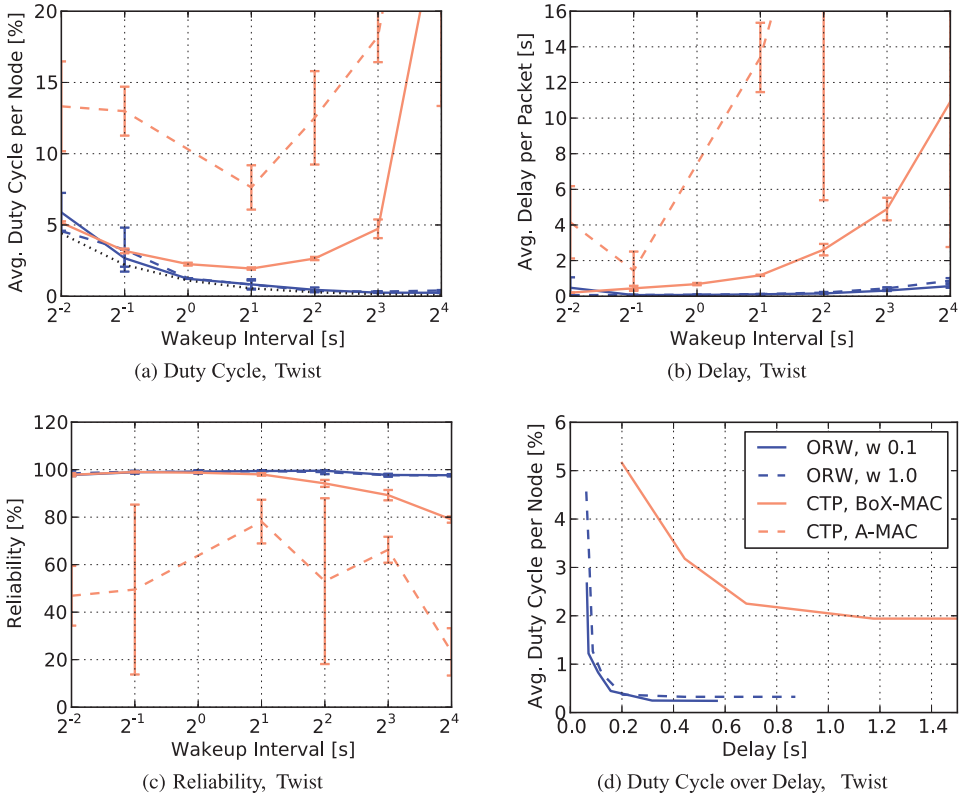 20
15
10
5
0
Avg. Duty Cycle per Node [%]
2^-2 2^-1 2^0 2^1 2^2 2^3 2^4
Wakeup Interval [s]
(a) Duty Cycle, Twist
16
14
12
10
8
6
4
2
0
Avg. Delay per Packet [s]
2^-2 2^-1 2^0 2^1 2^2 2^3 2^4
Wakeup Interval [s]
(b) Delay, Twist
120
100
80
60
40
20
0
Reliability [%]
2^-2 2^-1 2^0 2^1 2^2 2^3 2^4
Wakeup Interval [s]
(c) Reliability, Twist
6
5
4
3
2
1
0
Avg. Duty Cycle per Node [%]
ORW, w 0.1
ORW, w 1.0
CTP, BoX-MAC
CTP, A-MAC
0.0 0.2 0.4 0.6 0.8 1.0 1.2 1.4
Delay [s]
(d) Duty Cycle over Delay, Twist